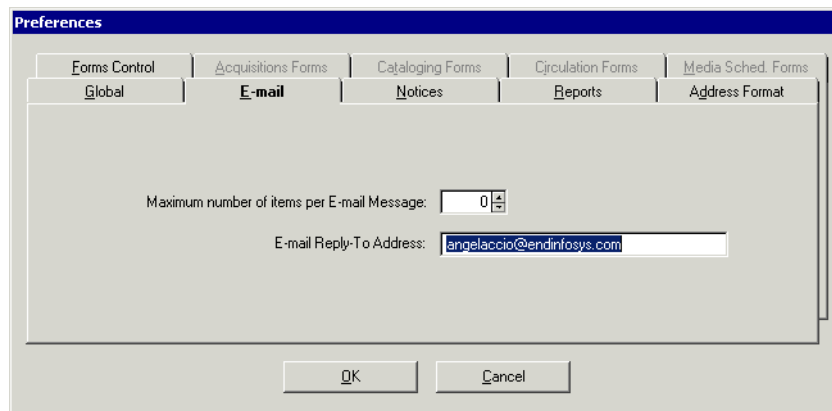 Preferences
Forms Control Acquisitions Forms Cataloging Forms Circulation Forms Media Sched. Forms
Global E-mail Notices Reports Address Format
Maximum number of items per E-mail Message: 0
E-mail Reply-To Address: angelaccio@endinfosys.com
OK Cancel